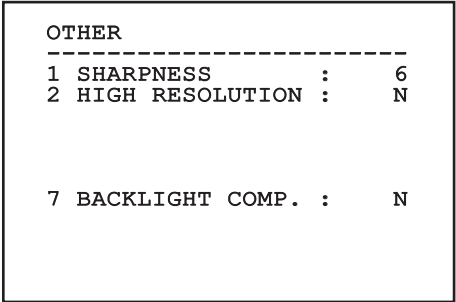 OTHER
------------------------
1 SHARPNESS : 6
2 HIGH RESOLUTION : N
7 BACKLIGHT COMP. : N